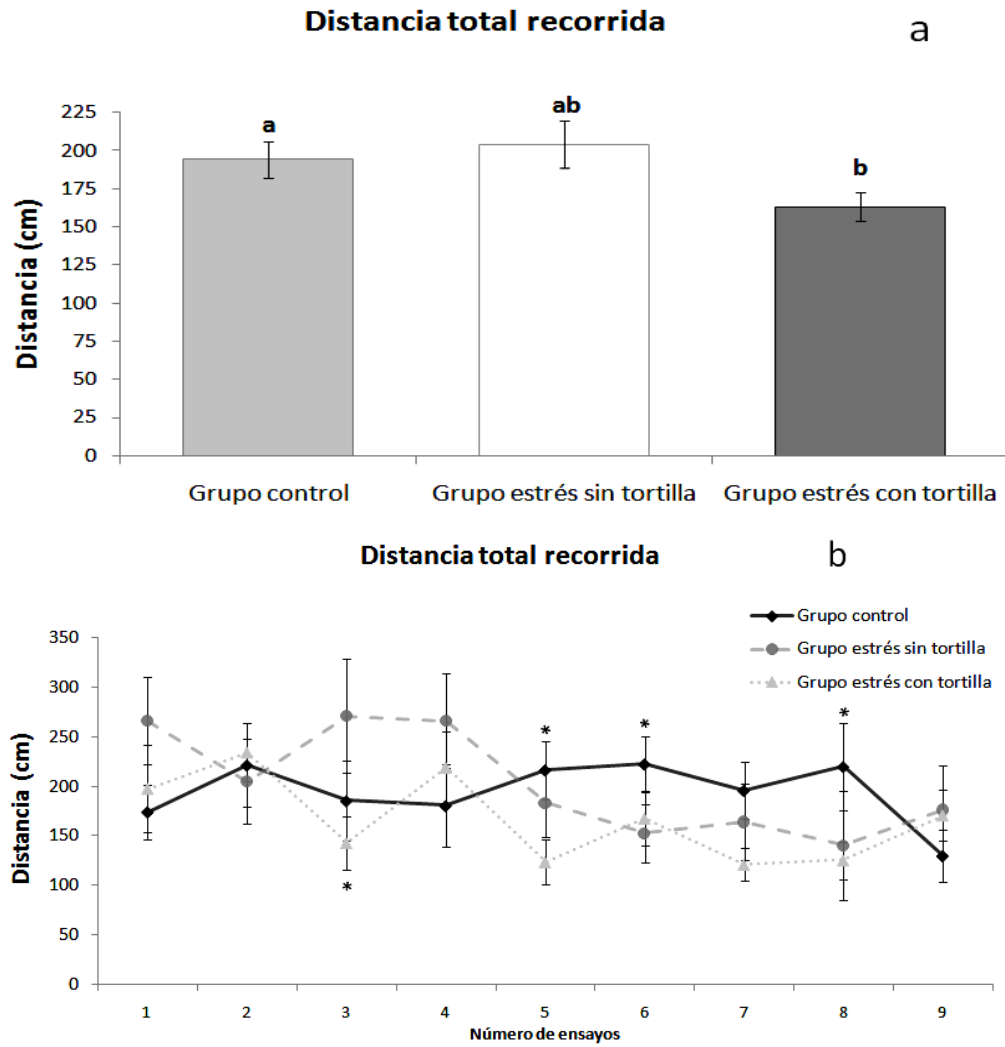 Distancia total recorrida
a
Distancia (cm)
225
200
175
150
125
100
75
50
25
0
a
ab
b
Grupo control
Grupo estrés sin tortilla
Grupo estrés con tortilla
Distancia total recorrida
b
Grupo control
Grupo estrés sin tortilla
Grupo estrés con tortilla
Distancia (cm)
350
300
250
200
150
100
50
0
*
*
*
*
1 2 3 4 5 6 7 8 9
Número de ensayos